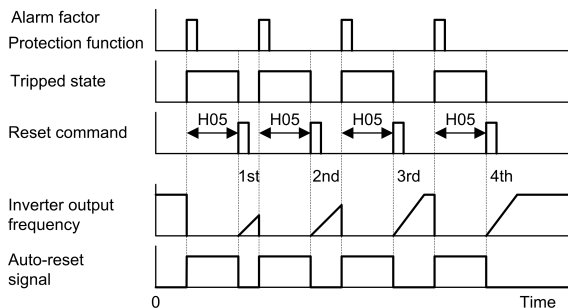 Alarm factor
Protection function
Tripped state
H05 H05 H05 H05
Reset command
1st 2nd 3rd 4th
Inverter output
frequency
Auto-reset
signal
0 Time